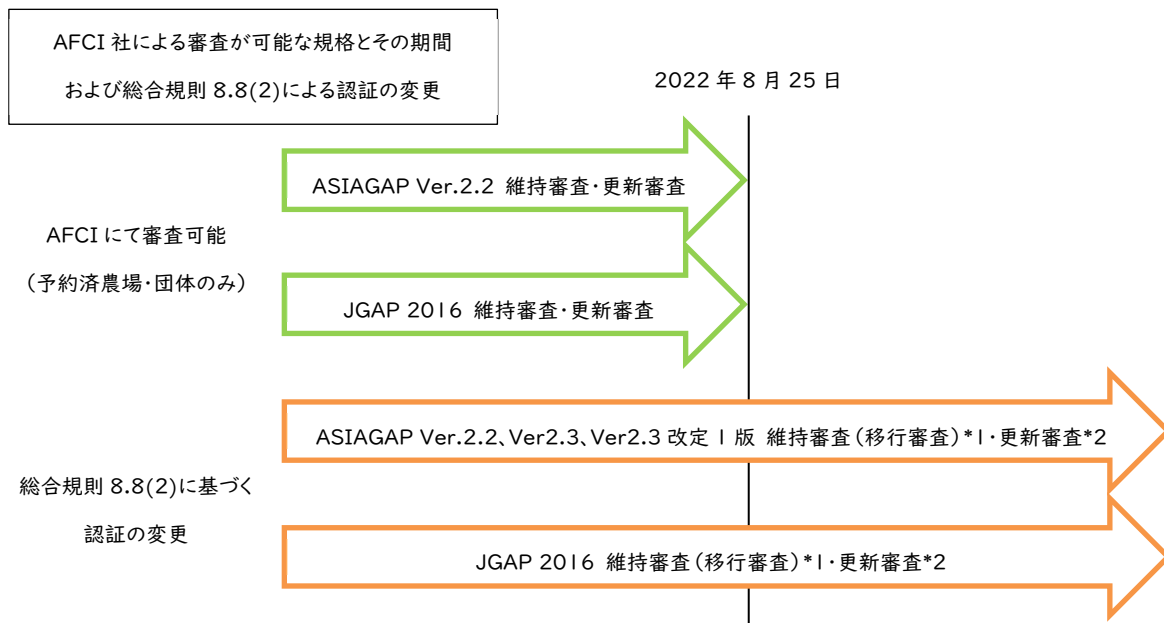 AFCI 社による審査が可能な規格とその期間
および総合規則 8.8(2)による認証の変更
2022 年 8 月 25 日
ASIAGAP Ver.2.2 維持審査・更新審査
AFCI にて審査可能
(予約済農場・団体のみ)
JGAP 2016 維持審査・更新審査
ASIAGAP Ver.2.2、Ver2.3、Ver2.3 改定 1 版 維持審査(移行審査)*1・更新審査*2
総合規則 8.8(2)に基づく
認証の変更
JGAP 2016 維持審査(移行審査)*1・更新審査*2